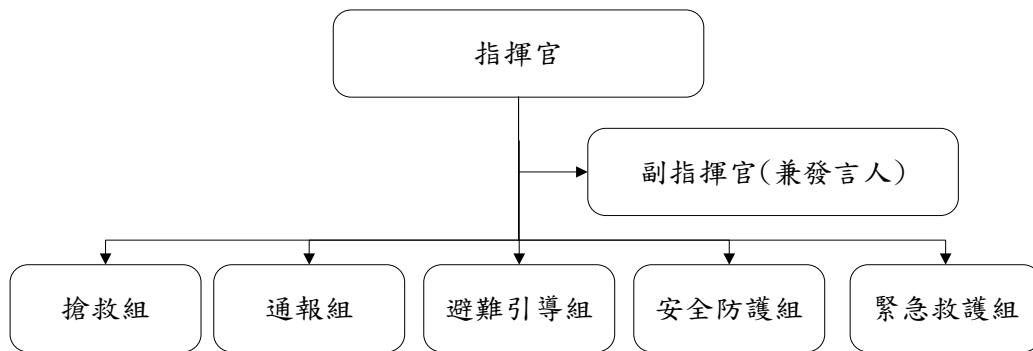 指揮官
副指揮官(兼發言人)
搶救組
通報組
避難引導組
安全防護組
緊急救護組